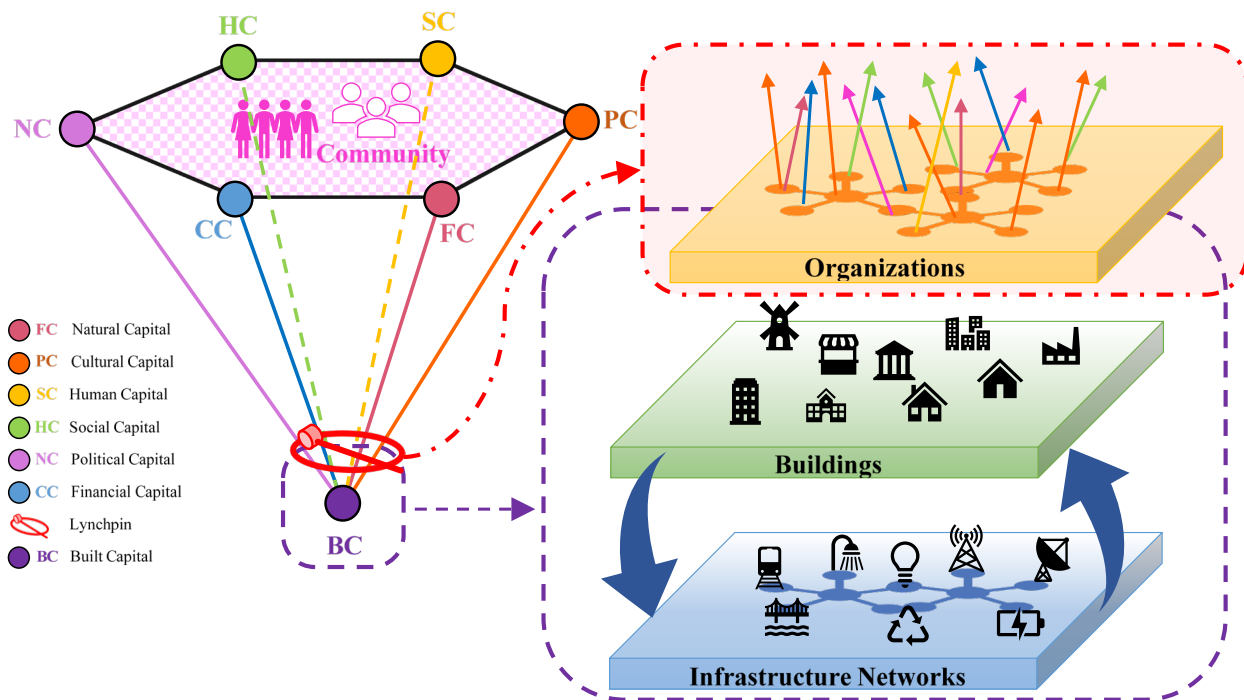 HC
SC
NC
PC
Community
CC
FC
Organizations
FC Natural Capital
PC Cultural Capital
SC Human Capital
HC Social Capital
NC Political Capital
CC Financial Capital
Lynchpin
BC Built Capital
BC
Buildings
Infrastructure Networks